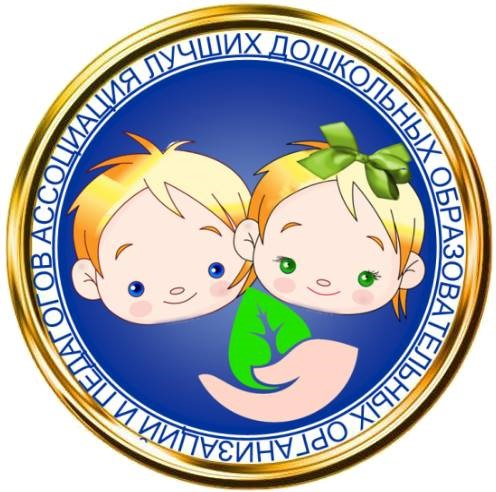 АССОЦИАЦИЯ ЛУЧШИХ ДОШКОЛЬНЫХ ОБРАЗОВАТЕЛЬНЫХ ОРГАНИЗАЦИЙ И ПЕДАГОГОВ